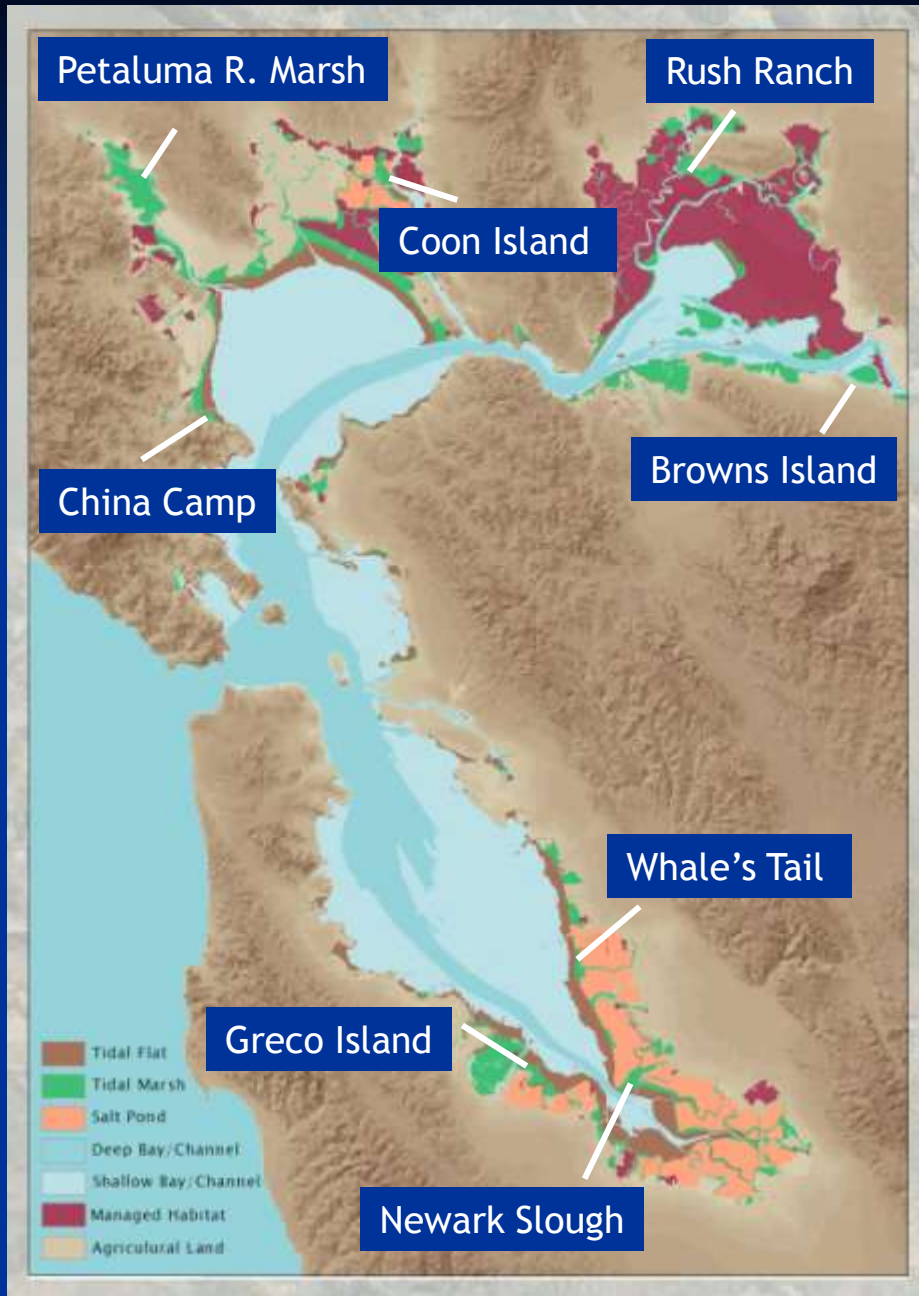 Petaluma R. Marsh
Rush Ranch
Coon Island
Browns Island
China Camp
Whale's Tail
Greco Island
Newark Slough
Tidal Flat
Tidal Marsh
Salt Pond
Deep Bay/Channel
Shallow Bay/Channel
Managed Habitat
Agriculural Land